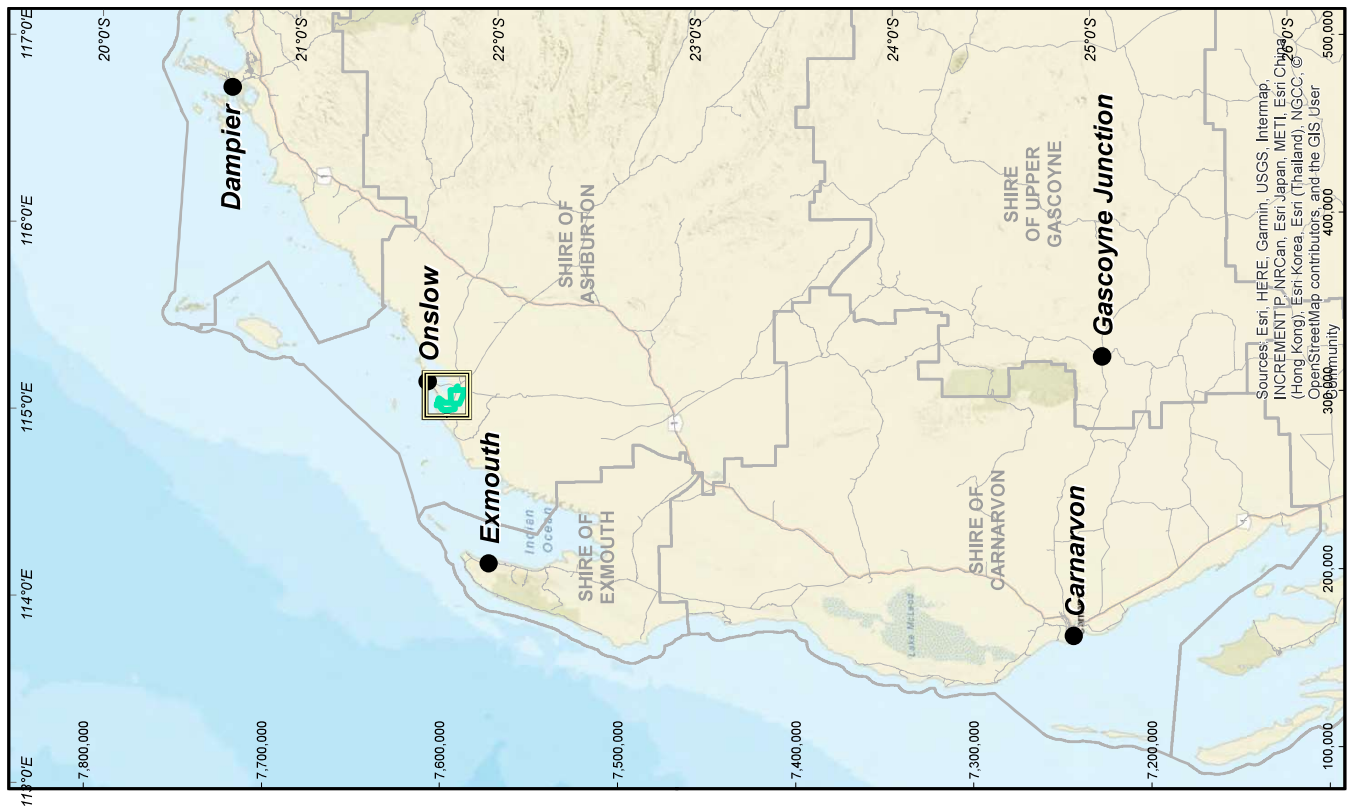 113°0'E 114°0'E 115°0'E 116°0'E 117°0'E
7,800,000
20°0'S
Dampier
7,700,000
21°0'S
1
Onslow
7,600,000
Exmouth
22°0'S
Indian
Ocean
SHIRE OF
ASHBURTON
SHIRE OF
EXMOUTH
7,500,000
1
23°0'S
7,400,000
24°0'S
Lake McLeod
7,300,000
SHIRE OF
CARNARVON
SHIRE
OF UPPER
GASCOYNE
Carnarvon
25°0'S
Gascoyne Junction
7,200,000
1
26°0'S
Sources: Esri, HERE, Garmin, USGS, Intermap,
INCREMENT P, NRCan, Esri Japan, METI, Esri China
(Hong Kong), Esri Korea, Esri (Thailand), NGCC, ©
OpenStreetMap contributors, and the GIS User
Community
100,000 200,000 300,000 400,000 500,000